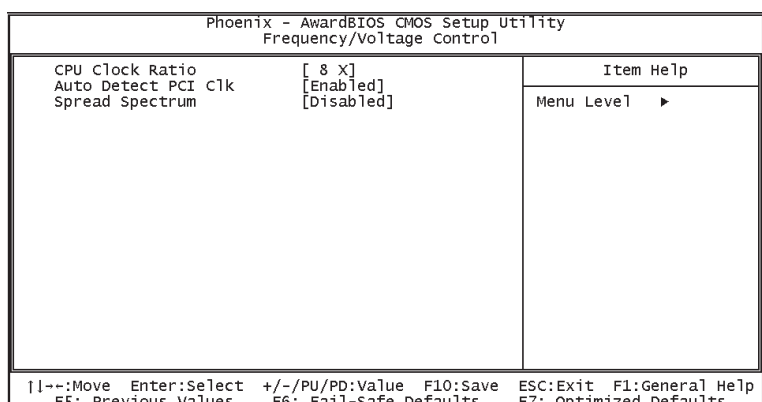 Phoenix - AwardBIOS CMOS Setup Utility
Frequency/Voltage Control
CPU Clock Ratio [ 8 X]
Auto Detect PCI Clk [Enabled]
Spread Spectrum [Disabled]
Item Help
Menu Level ►
↑↓→←:Move Enter:Select +/-/PU/PD:Value F10:Save ESC:Exit F1:General Help
F5: Previous Values F6: Fail-Safe Defaults F7: Optimized Defaults